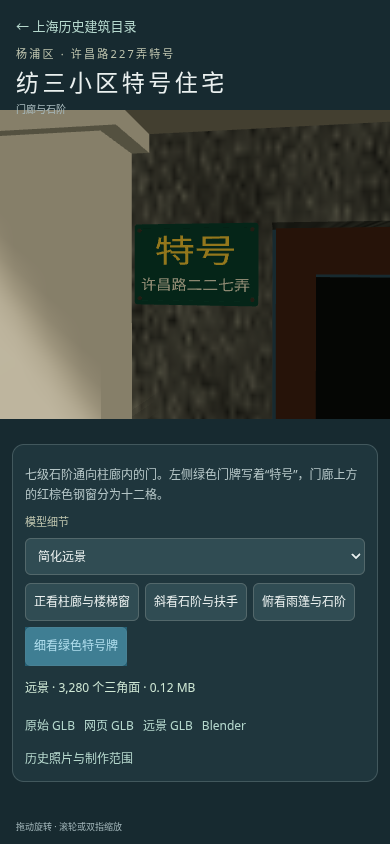 ← 上海历史建筑目录
杨浦区 · 许昌路227弄特号
纺三小区特号住宅
门廊与石阶
特号
许昌路二二七弄
七级石阶通向柱廊内的门。左侧绿色门牌写着“特号”，门廊上方
的红棕色钢窗分为十二格。
模型细节
简化远景
正看柱廊与楼梯窗
斜看石阶与扶手
俯看雨篷与石阶
细看绿色特号牌
远景 · 3,280 个三角面 · 0.12 MB
原始 GLB 网页 GLB 远景 GLB Blender
历史照片与制作范围
拖动旋转 · 滚轮或双指缩放